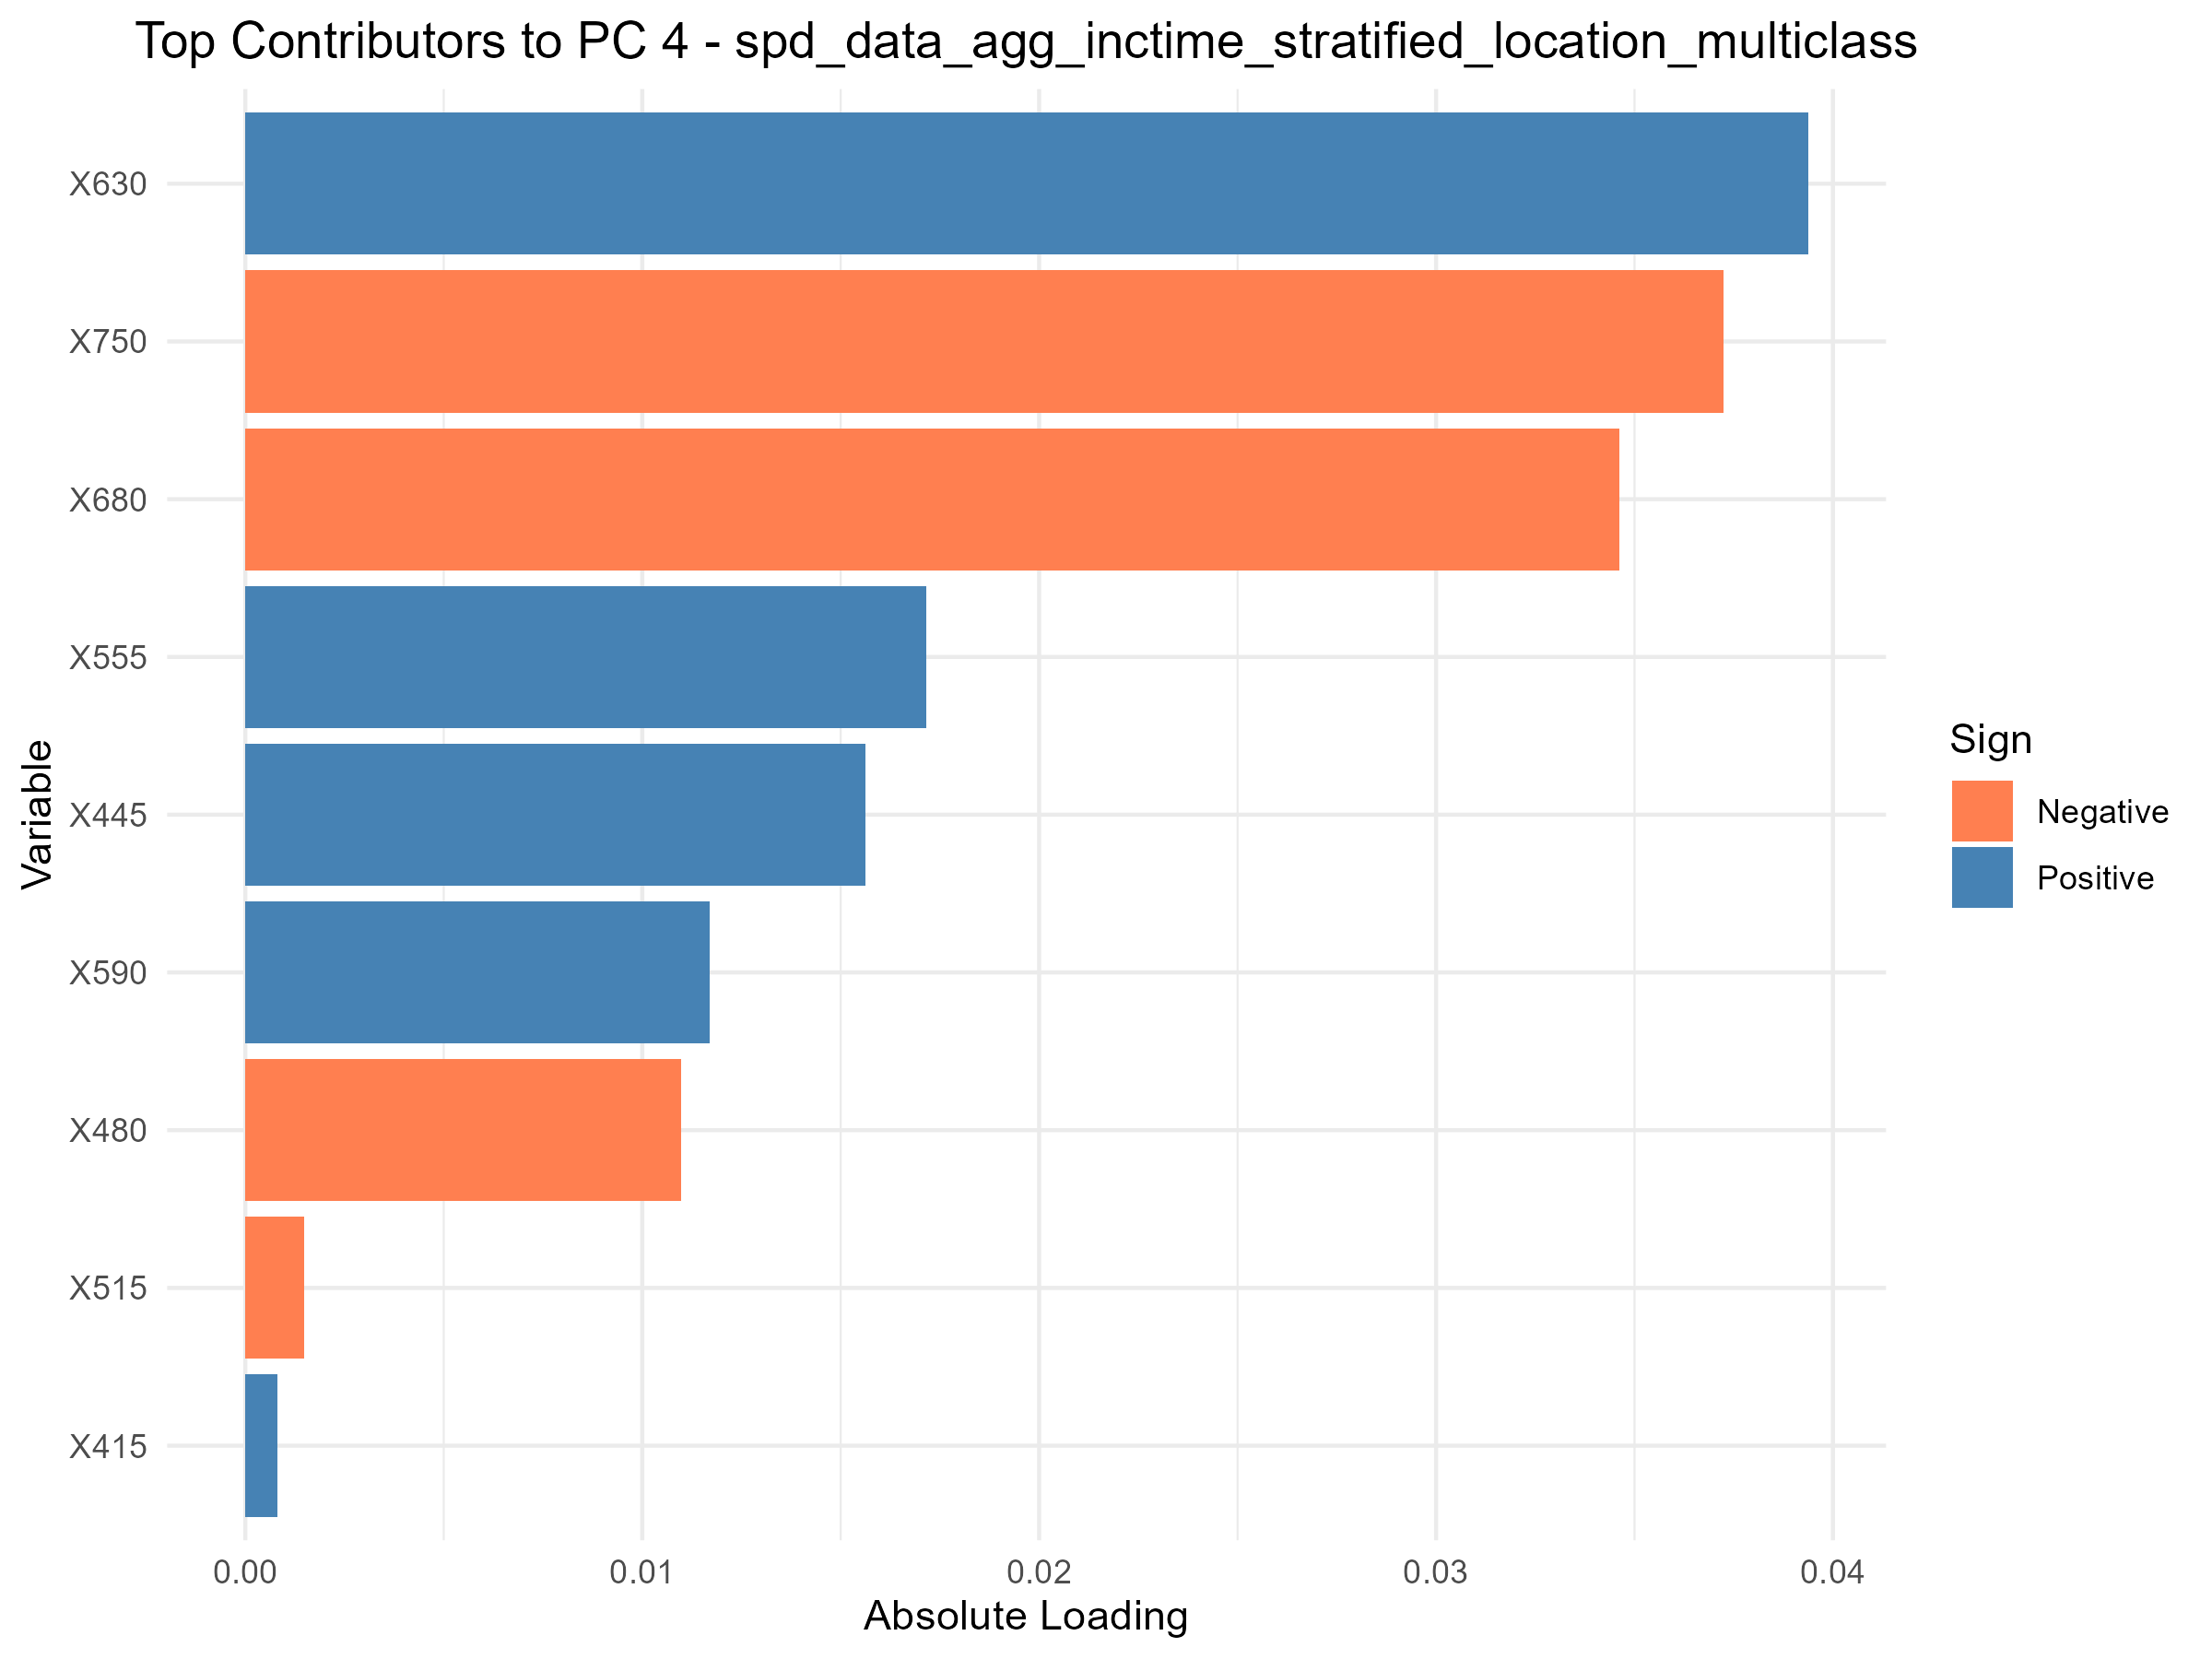 Top Contributors to PC 4 - spd_data_agg_inctime_stratified_location_multiclass
Variable
X630
X750
X680
X555
X445
X590
X480
X515
X415
0.00 0.01 0.02 0.03 0.04
Absolute Loading
Sign
Negative
Positive